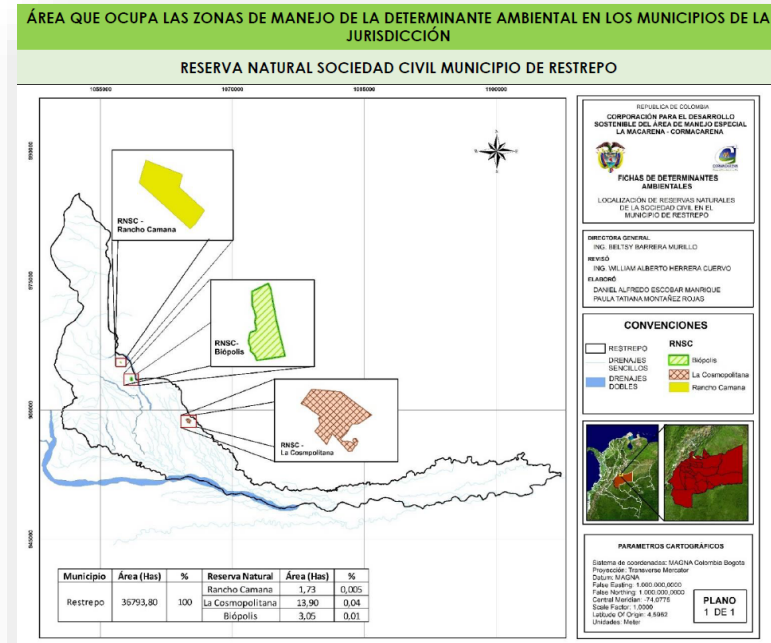 ÁREA QUE OCUPA LAS ZONAS DE MANEJO DE LA DETERMINANTE AMBIENTAL EN LOS MUNICIPIOS DE LA
JURISDICCIÓN
RESERVA NATURAL SOCIEDAD CIVIL MUNICIPIO DE RESTREPO
1055000 1070000 1085000 1100000
975000
960000
945000
RNSC -
Rancho Camana
RNSC-
Biópolis
RNSC -
La Cosmopolitana
Municipio Área (Has) % Reserva Natural Área (Has) %
Restrepo 36793,80 100
Rancho Camana 1,73 0,005
La Cosmopolitana 13,90 0,04
Biópolis 3,05 0,01
REPUBLICA DE COLOMBIA
CORPORACIÓN PARA EL DESARROLLO
SOSTENIBLE DEL ÁREA DE MANEJO ESPECIAL
LA MACARENA - CORMACARENA
CORMACARENA
FICHAS DE DETERMINANTES
AMBIENTALES
LOCALIZACIÓN DE RESERVAS NATURALES
DE LA SOCIEDAD CIVIL EN EL
MUNICIPIO DE RESTREPO
DIRECTORA GENERAL
ING. BELTSY BARRERA MURILLO
REVISÓ
ING. WILLIAM ALBERTO HERRERA CUERVO
ELABORÓ
DANIEL ALFREDO ESCOBAR MANRIQUE
PAULA TATIANA MONTAÑEZ ROJAS
CONVENCIONES
RESTREPO
DRENAJES
SENCILLOS
DRENAJES
DOBLES
RNSC
Biópolis
La Cosmopolitana
Rancho Camana
PARAMETROS CARTOGRÁFICOS
Sistema de coordenadas: MAGNA Colombia Bogota
Proyección: Transverso Mercator
Datum: MAGNA
False Easting: 1.000.000,0000
False Northing: 1.000.000,0000
Central Meridian: -74,0775
Scale Factor: 1,0000
Latitude Of Origin: 4,5962
Unidades: Meter
PLANO
1 DE 1